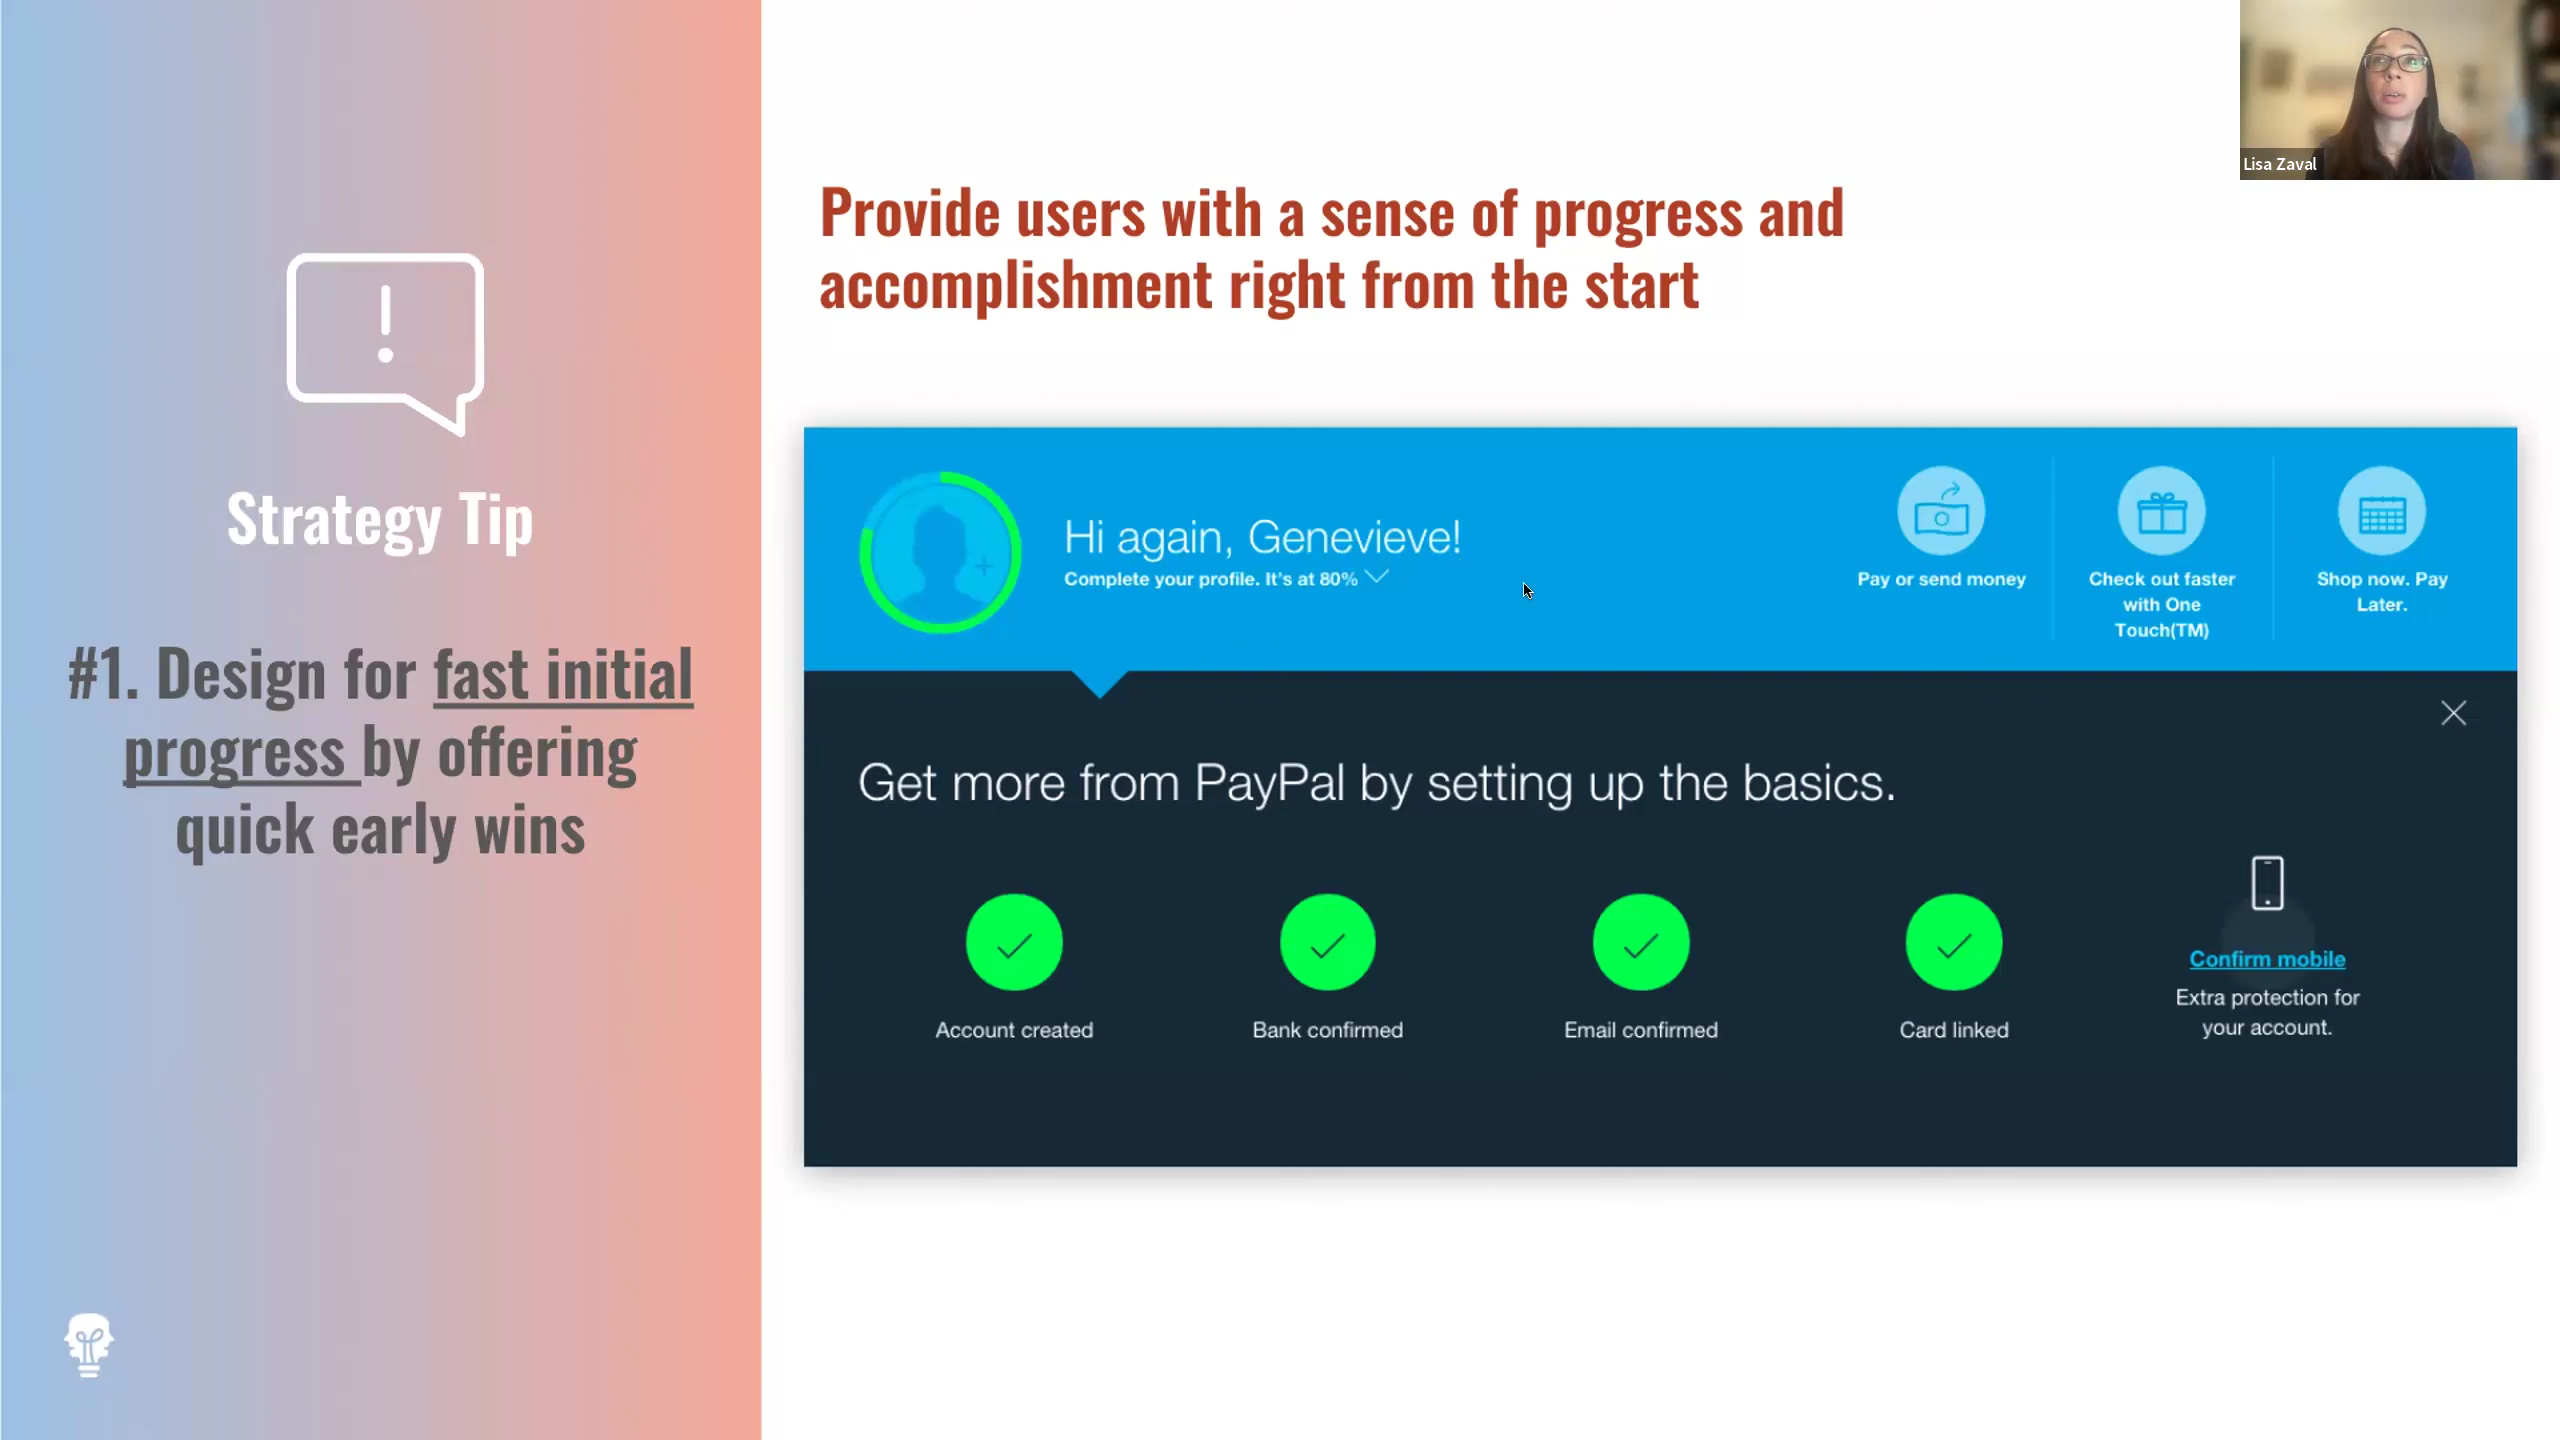 Lisa Zaval
Strategy Tip
#1. Design for fast initial
progress by offering
quick early wins
Provide users with a sense of progress and
accomplishment right from the start
Hi again, Genevieve!
Complete your profile. It's at 80%
Pay or send money
Check out faster
with One
Touch(TM)
Shop now. Pay
Later.
Get more from PayPal by setting up the basics.
Account created
Bank confirmed
Email confirmed
Card linked
Confirm mobile
Extra protection for
your account.